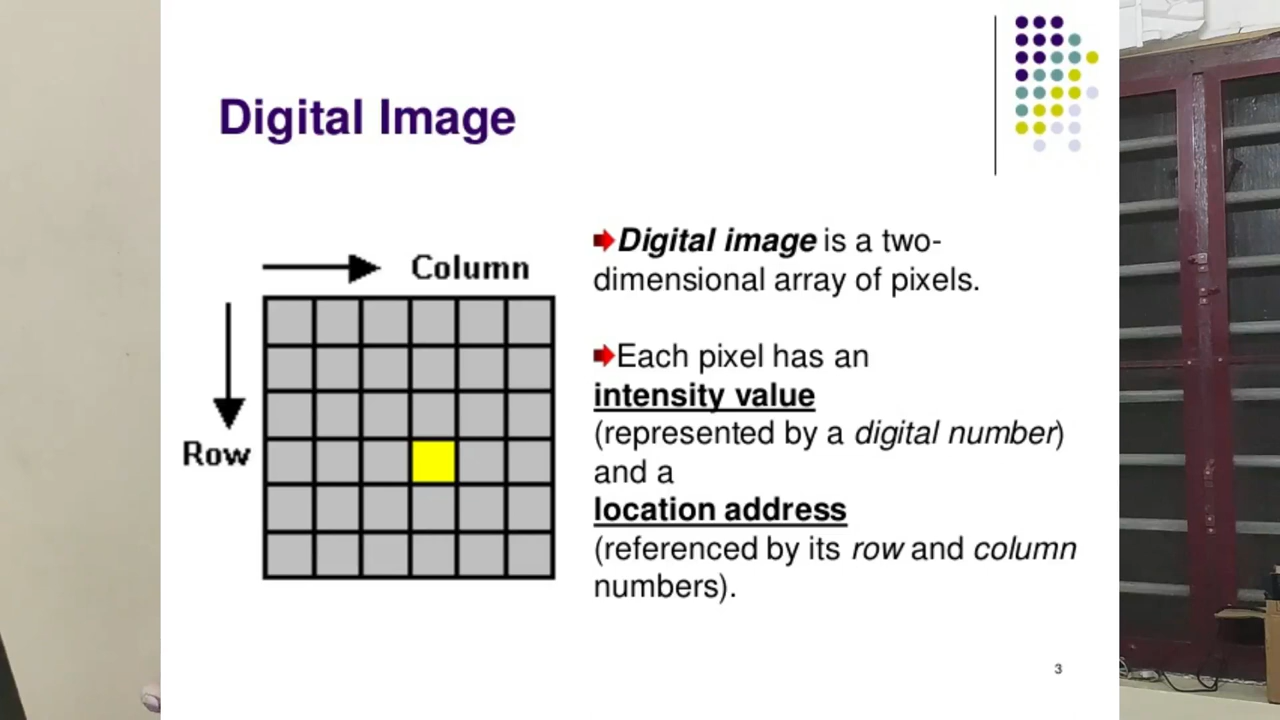 Digital Image
Column
Row
Digital image is a two-
dimensional array of pixels.
Each pixel has an
intensity value
(represented by a digital number)
and a
location address
(referenced by its row and column
numbers).
3